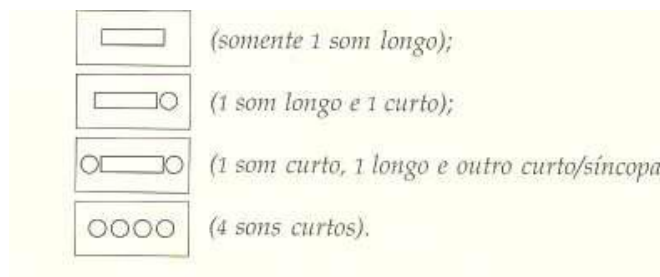 (somente 1 som longo);
(1 som longo e 1 curto);
(1 som curto, 1 longo e outro curto/síncopa
(4 sons curtos).